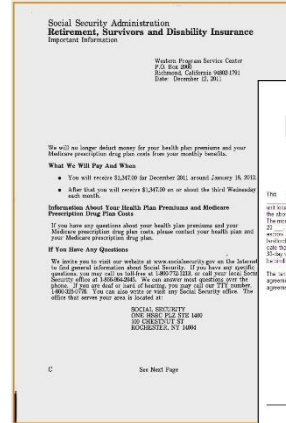 Social Security Administration
Retirement, Survivors and Disability Insurance
Important Information
Western Program Service Center
P.O. Box 2000
Richmond, California 94802-1791
Date: December 12, 2011
We will no longer deduct money for your health plan premiums and your
Medicare prescription drug plan costs from your monthly benefits.
What We Will Pay And When
• You will receive $1,347.00 for December 2011 around January 18, 2012.
• After that you will receive $1,347.00 on or about the third Wednesday
each month.
Information About Your Health Plan Premiums and Medicare
Prescription Drug Plan Costs
If you have any questions about your health plan premiums and your
Medicare prescription drug plan costs, please contact your health plan and
your Medicare prescription drug plan.
If You Have Any Questions
We invite you to visit our website at www.socialsecurity.gov on the Internet
to find general information about Social Security. If you have any specific
questions, you may call us toll-free at 1-800-772-1213, or call your local Social
Security office at. We can answer most questions over the
phone. If you are deaf or hard of hearing, you may call our TTY number,
1-800-325-0778. You can also write or visit any Social Security office. The
office that serves your area is located at:
SOCIAL SECURITY
ONE HSBC PLZ STE 1400
100 CHESTNUT ST
ROCHESTER, NY 14604
C See Next Page
This